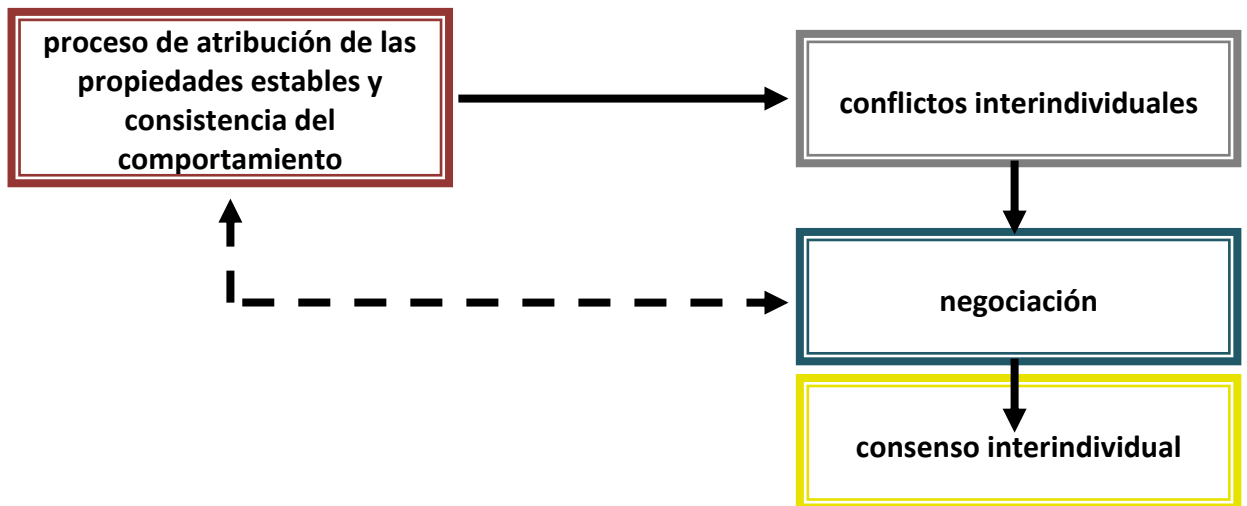 proceso de atribución de las
propiedades estables y
consistencia del
comportamiento
conflictos interindividuales
negociación
consenso interindividual